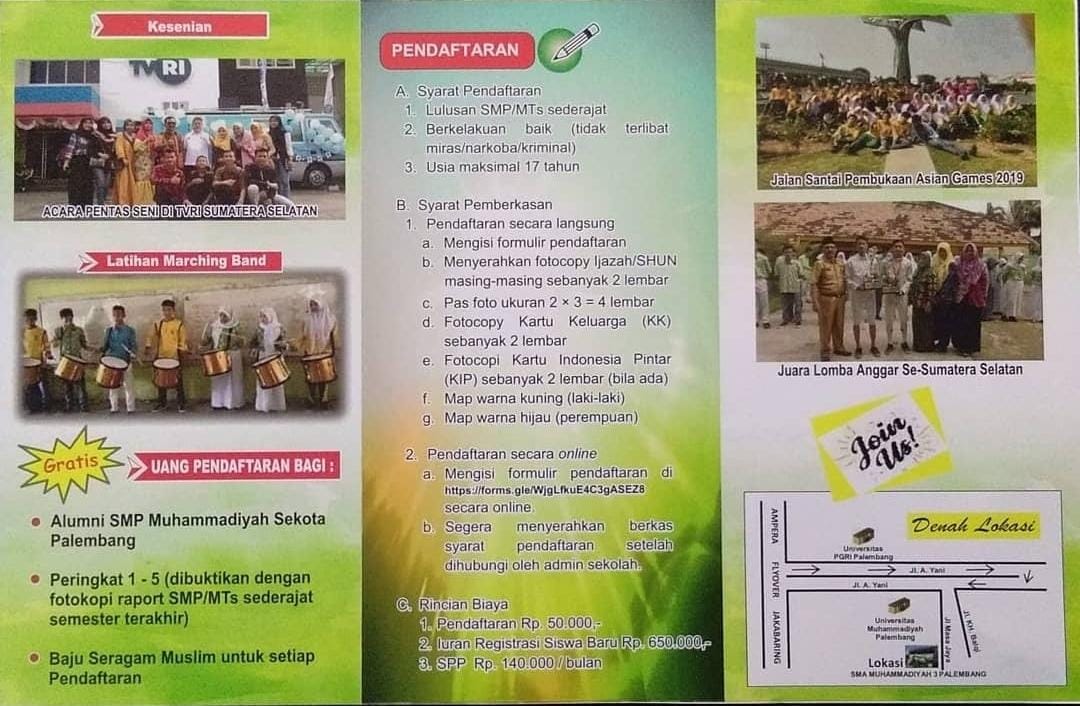 Kesenian
TVRI
ACARA PENTAS SENI DI TVRI SUMATERA SELATAN
Latihan Marching Band
Gratis
UANG PENDAFTARAN BAGI :
• Alumni SMP Muhammadiyah Sekota
Palembang
• Peringkat 1 - 5 (dibuktikan dengan
fotokopi raport SMP/MTs sederajat
semester terakhir)
• Baju Seragam Muslim untuk setiap
Pendaftaran
PENDAFTARAN
A. Syarat Pendaftaran
1. Lulusan SMP/MTs sederajat
2. Berkelakuan baik (tidak terlibat
miras/narkoba/kriminal)
3. Usia maksimal 17 tahun
B. Syarat Pemberkasan
1. Pendaftaran secara langsung
a. Mengisi formulir pendaftaran
b. Menyerahkan fotocopy Ijazah/SHUN
masing-masing sebanyak 2 lembar
c. Pas foto ukuran 2 × 3 = 4 lembar
d. Fotocopy Kartu Keluarga (KK)
sebanyak 2 lembar
e. Fotocopi Kartu Indonesia Pintar
(KIP) sebanyak 2 lembar (bila ada)
f. Map warna kuning (laki-laki)
g. Map warna hijau (perempuan)
2. Pendaftaran secara online
a. Mengisi formulir pendaftaran di
https://forms.gle/WjgLfkuE4C3gASEZ8
secara online.
b. Segera menyerahkan berkas
syarat pendaftaran setelah
dihubungi oleh admin sekolah.
C. Rincian Biaya
1. Pendaftaran Rp. 50.000,-
2. Iuran Registrasi Siswa Baru Rp. 650.000,-
3. SPP Rp. 140.000 / bulan
Jalan Santai Pembukaan Asian Games 2019
Juara Lomba Anggar Se-Sumatera Selatan
Join
Us!
Denah Lokasi
AMPERA
FLYOVER
JAKABARING
Universitas
PGRI Palembang
Jl. A. Yani
Jl. A. Yani
Universitas
Muhammadiyah
Palembang
Jl Masa Jaya
Jl. KH. Balqi
Lokasi
SMA MUHAMMADIYAH 3 PALEMBANG